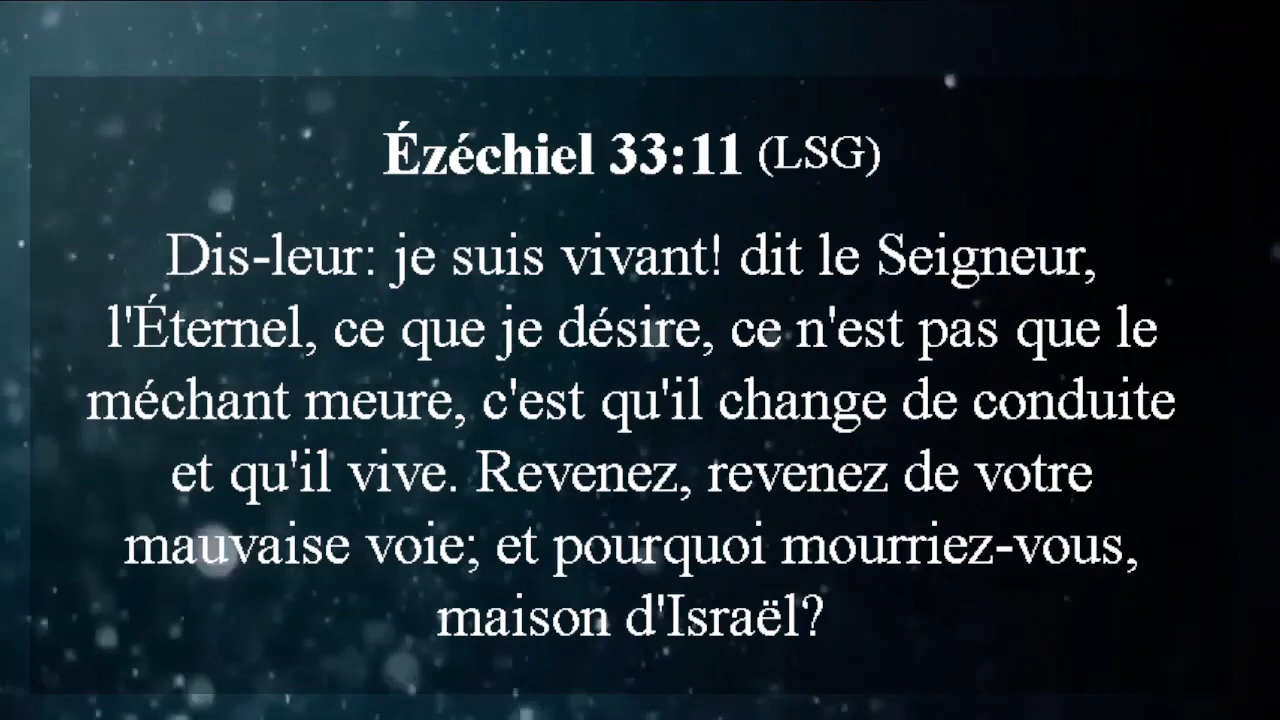 Ézéchiel 33:11 (LSG)
Dis-leur: je suis vivant! dit le Seigneur,
l'Éternel, ce que je désire, ce n'est pas que le
méchant meure, c'est qu'il change de conduite
et qu'il vive. Revenez, revenez de votre
mauvaise voie; et pourquoi mourriez-vous,
maison d'Israël?